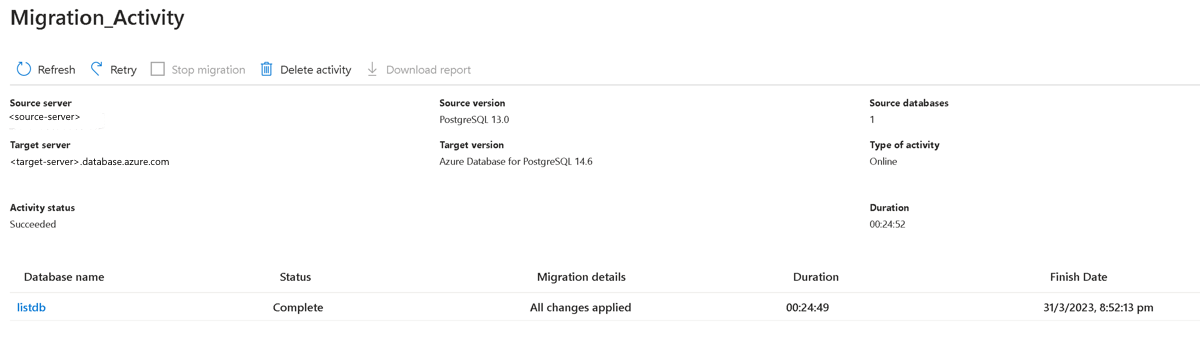 Migration_Activity
Refresh Retry Stop migration Delete activity Download report
Source server Source version Source databases
<source-server> PostgreSQL 13.0 1
Target server Target version Type of activity
<target-server>.database.azure.com Azure Database for PostgreSQL 14.6 Online
Activity status Duration
Succeeded 00:24:52
Database name Status Migration details Duration Finish Date
listdb Complete All changes applied 00:24:49 31/3/2023, 8:52:13 pm